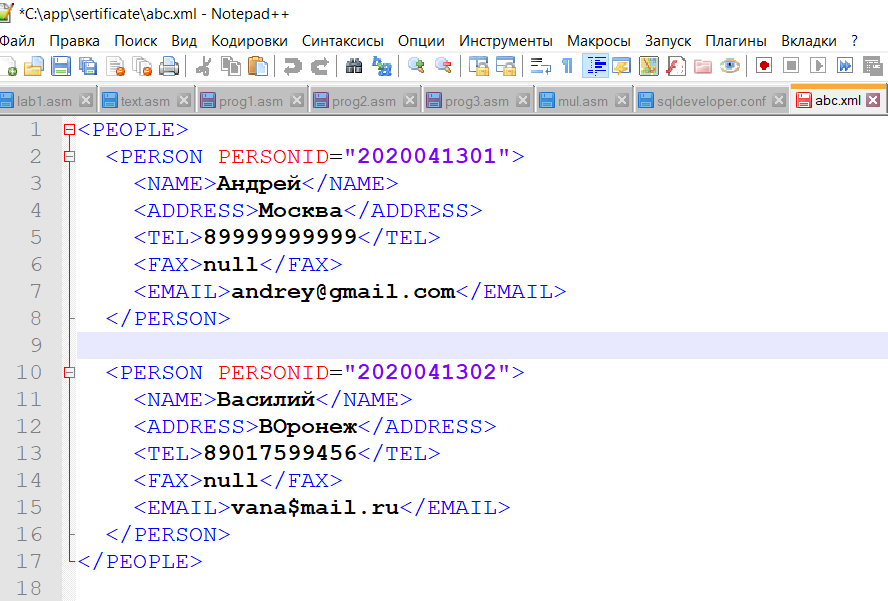 *C:\app\sertificate\abc.xml - Notepad++
Файл Правка Поиск Вид Кодировки Синтаксисы Опции Инструменты Макросы Запуск Плагины Вкладки ?
lab1.asm text.asm prog1.asm prog2.asm prog3.asm mul.asm sqldeveloper.conf abc.xml
1 <PEOPLE>
2 <PERSON PERSONID="2020041301">
3 <NAME>Андрей</NAME>
4 <ADDRESS>Москва</ADDRESS>
5 <TEL>89999999999</TEL>
6 <FAX>null</FAX>
7 <EMAIL>andrey@gmail.com</EMAIL>
8 </PERSON>
9
10 <PERSON PERSONID="2020041302">
11 <NAME>Василий</NAME>
12 <ADDRESS>ВОронеж</ADDRESS>
13 <TEL>89017599456</TEL>
14 <FAX>null</FAX>
15 <EMAIL>vana$mail.ru</EMAIL>
16 </PERSON>
17 </PEOPLE>
18